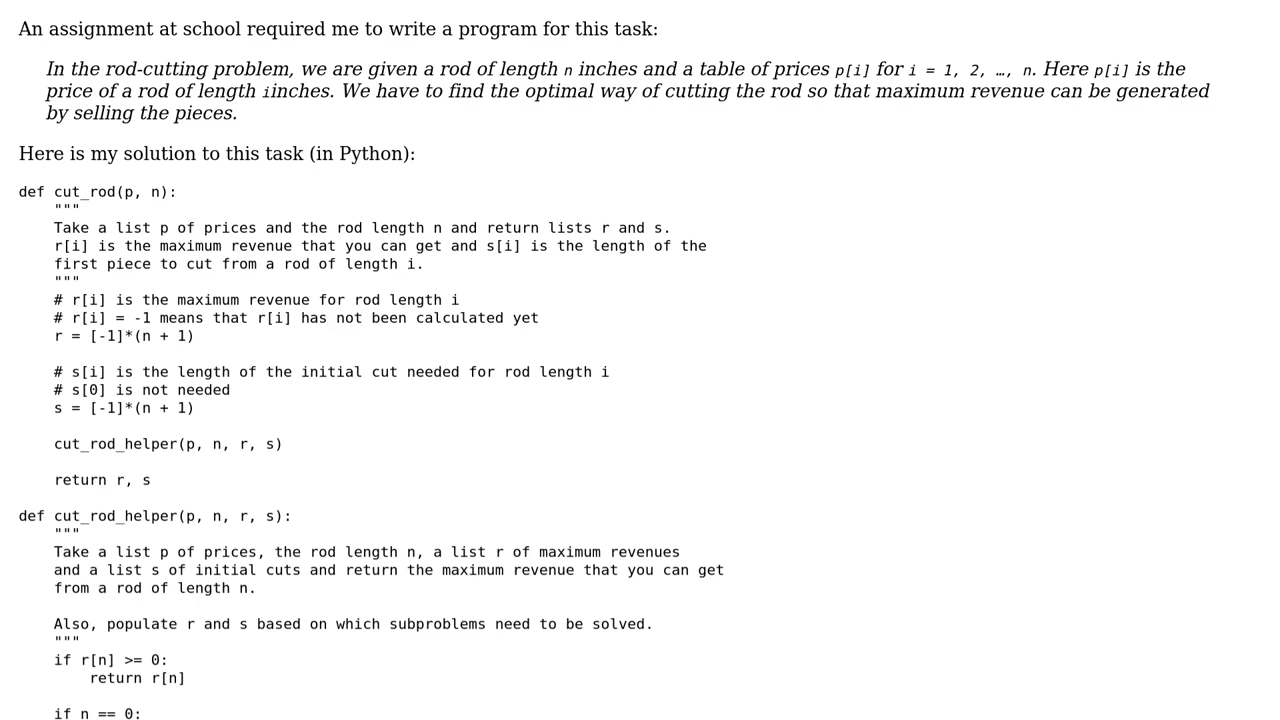 An assignment at school required me to write a program for this task:
In the rod-cutting problem, we are given a rod of length n inches and a table of prices p[i] for i = 1, 2, …, n. Here p[i] is the
price of a rod of length iinches. We have to find the optimal way of cutting the rod so that maximum revenue can be generated
by selling the pieces.
Here is my solution to this task (in Python):
def cut_rod(p, n):
    """
    Take a list p of prices and the rod length n and return lists r and s.
    r[i] is the maximum revenue that you can get and s[i] is the length of the
    first piece to cut from a rod of length i.
    """
    # r[i] is the maximum revenue for rod length i
    # r[i] = -1 means that r[i] has not been calculated yet
    r = [-1]*(n + 1)

    # s[i] is the length of the initial cut needed for rod length i
    # s[0] is not needed
    s = [-1]*(n + 1)

    cut_rod_helper(p, n, r, s)

    return r, s

def cut_rod_helper(p, n, r, s):
    """
    Take a list p of prices, the rod length n, a list r of maximum revenues
    and a list s of initial cuts and return the maximum revenue that you can get
    from a rod of length n.

    Also, populate r and s based on which subproblems need to be solved.
    """
    if r[n] >= 0:
        return r[n]

    if n == 0: